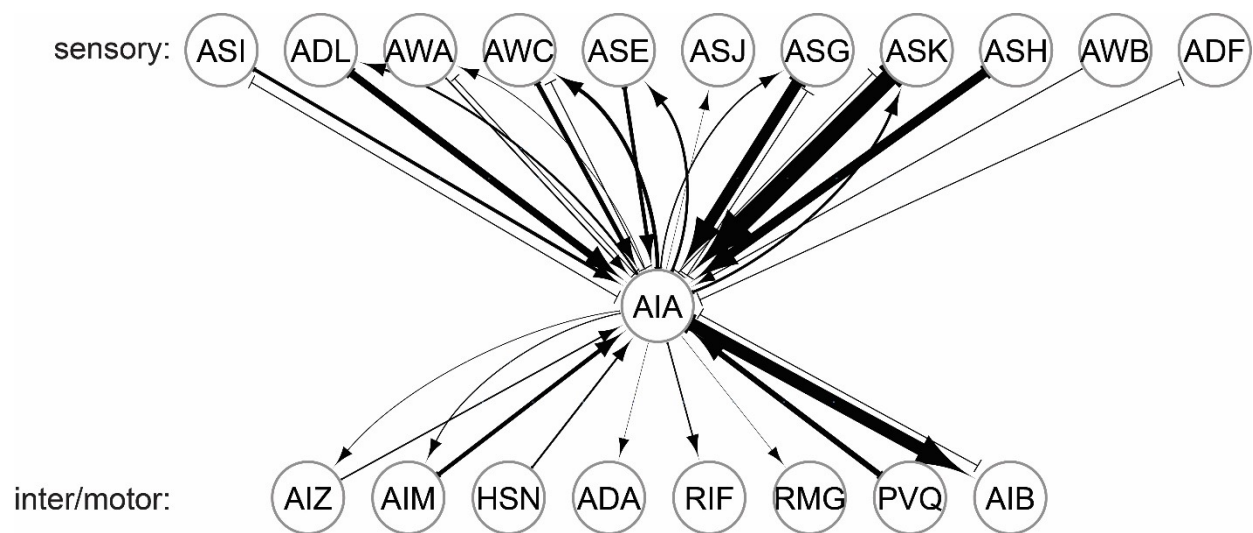 sensory: ASI ADL AWA AWC ASE ASJ ASG ASK ASH AWB ADF
AIA
inter/motor: AIZ AIM HSN ADA RIF RMG PVQ AIB